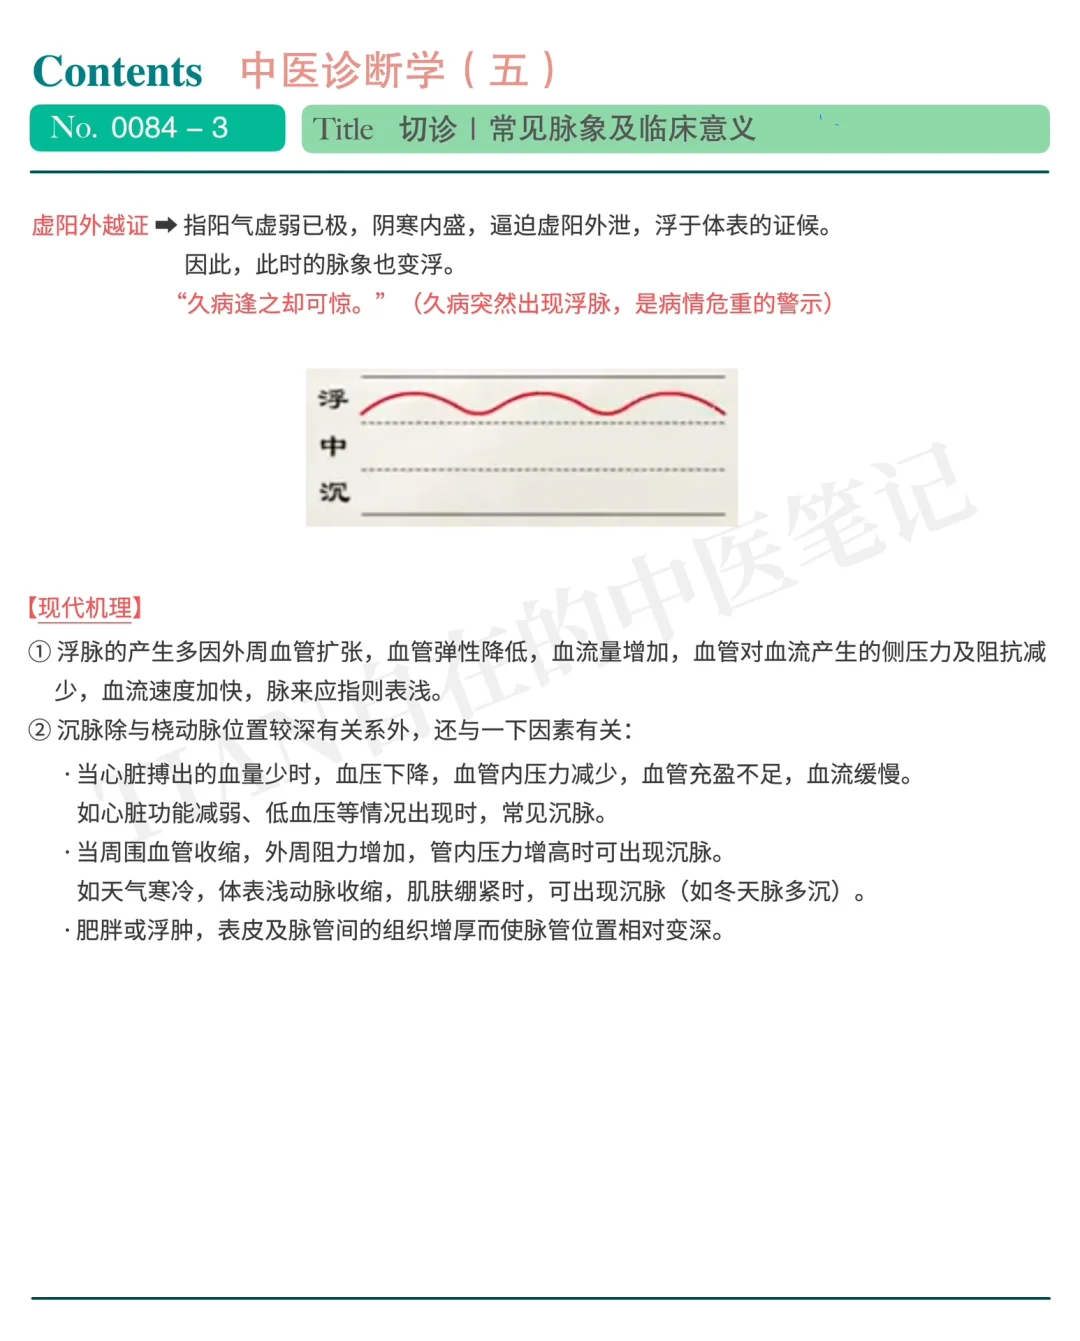 Contents 中医诊断学（五）
No. 0084 – 3 Title 切诊 | 常见脉象及临床意义
虚阳外越证 ➡ 指阳气虚弱已极，阴寒内盛，逼迫虚阳外泄，浮于体表的证候。
因此，此时的脉象也变浮。
“久病逢之却可惊。”（久病突然出现浮脉，是病情危重的警示）
浮
中
沉
【现代机理】
① 浮脉的产生多因外周血管扩张，血管弹性降低，血流量增加，血管对血流产生的侧压力及阻抗减
少，血流速度加快，脉来应指则表浅。
② 沉脉除与桡动脉位置较深有关系外，还与一下因素有关：
· 当心脏搏出的血量少时，血压下降，血管内压力减少，血管充盈不足，血流缓慢。
如心脏功能减弱、低血压等情况出现时，常见沉脉。
· 当周围血管收缩，外周阻力增加，管内压力增高时可出现沉脉。
如天气寒冷，体表浅动脉收缩，肌肤绷紧时，可出现沉脉（如冬天脉多沉）。
· 肥胖或浮肿，表皮及脉管间的组织增厚而使脉管位置相对变深。
TIAN自在的中医笔记